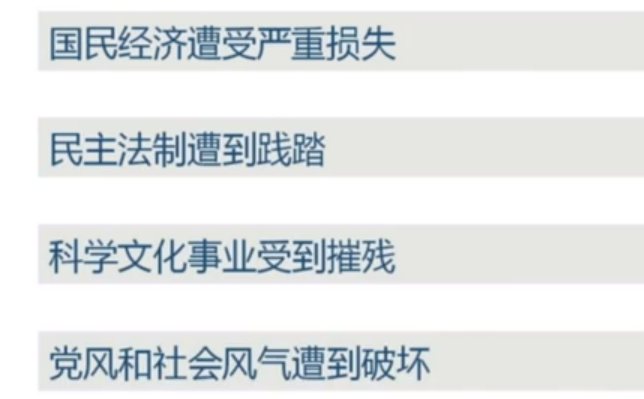 国民经济遭受严重损失
民主法制遭到践踏
科学文化事业受到摧残
党风和社会风气遭到破坏